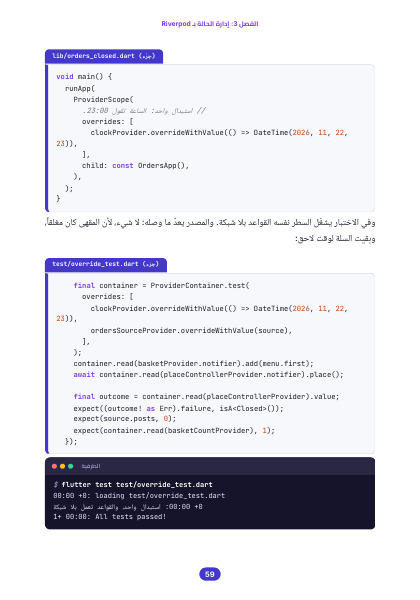 الفصل 3: إدارة الحالة بـ Riverpod
lib/orders_closed.dart (جزء)
void main() {
  runApp(
    ProviderScope(
      // استبدال واحد: الساعة تقول 23:00.
      overrides: [
        clockProvider.overrideWithValue(() => DateTime(2026, 11, 22,
23)),
      ],
      child: const OrdersApp(),
    ),
  );
}
وفي الاختبار يشغّل السطر نفسه القواعد بلا شبكة. والمصدر يعدّ ما وصله: لا شيء، لأن المقهى كان مغلقاً،
وبقيت السلة لوقت لاحق:
test/override_test.dart (جزء)
    final container = ProviderContainer.test(
      overrides: [
        clockProvider.overrideWithValue(() => DateTime(2026, 11, 22,
23)),
        ordersSourceProvider.overrideWithValue(source),
      ],
    );
    container.read(basketProvider.notifier).add(menu.first);
    await container.read(placeControllerProvider.notifier).place();
    final outcome = container.read(placeControllerProvider).value;
    expect((outcome! as Err).failure, isA<Closed>());
    expect(source.posts, 0);
    expect(container.read(basketCountProvider), 1);
  });
الطرفية
$ flutter test test/override_test.dart
00:00 +0: loading test/override_test.dart
00:00 +0: استبدال واحد، والقواعد تعمل بلا شبكة
00:00 +1: All tests passed!
59